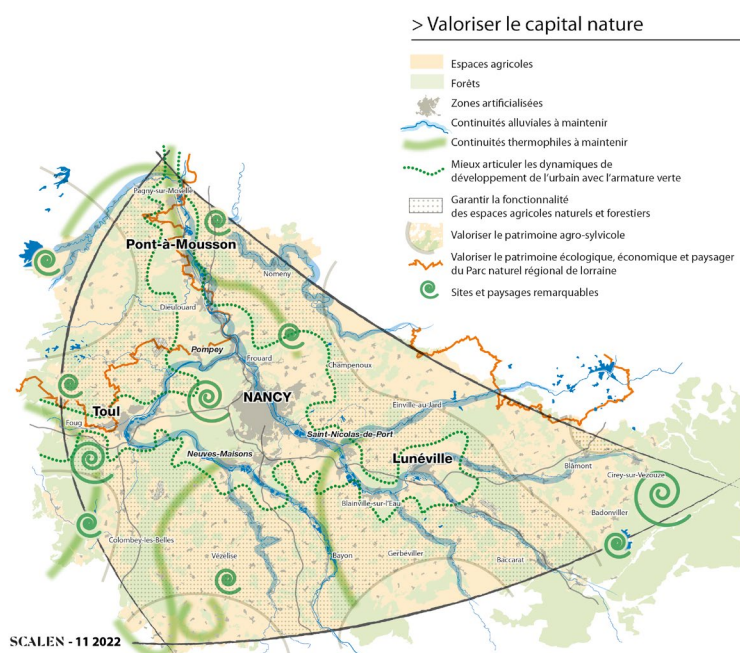 > Valoriser le capital nature
Espaces agricoles
Forêts
Zones artificialisées
Continuités alluviales à maintenir
Continuités thermophiles à maintenir
Mieux articuler les dynamiques de
développement de l'urbain avec l'armature verte
Garantir la fonctionnalité
des espaces agricoles naturels et forestiers
Valoriser le patrimoine agro-sylvicole
Valoriser le patrimoine écologique, économique et paysager
du Parc naturel régional de lorraine
Sites et paysages remarquables
Pagny-sur-Moselle
Pont-à-Mousson
Nomeny
Dieulouard
Pompey
Frouard
Champenoux
NANCY
Toul
Einville-au-Jard
Foug
Saint-Nicolas-de-Port
Neuves-Maisons
Lunéville
Blâmont
Cirey-sur-Vezouze
Blainville-sur-l'Eau
Badonviller
Colombey-les-Belles
Vézelise
Bayon
Gerbéviller
Baccarat
SCALEN - 11 2022